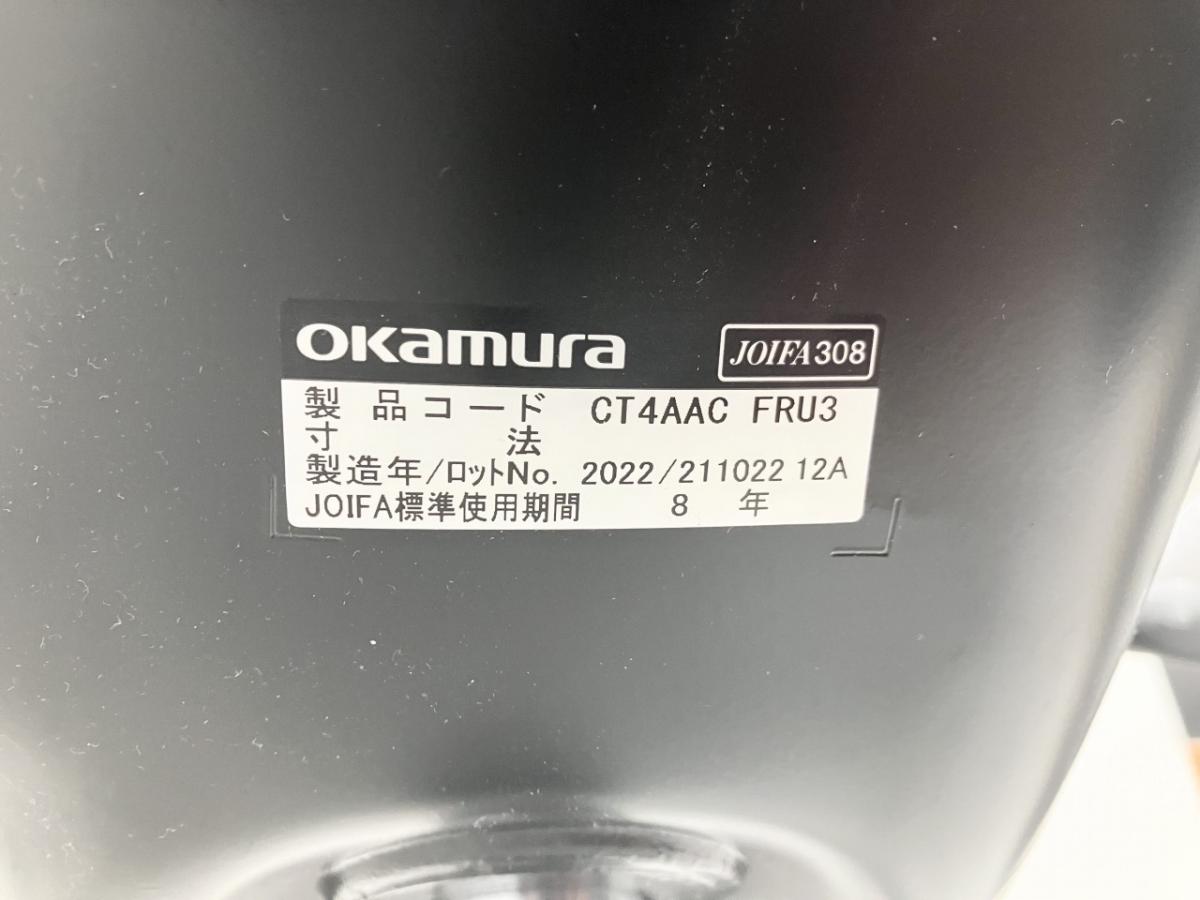 okamura JOIFA308
製品コード CT4AAC FRU3
寸法
製造年/ロットNo. 2022/211022 12A
JOIFA標準使用期間 8 年